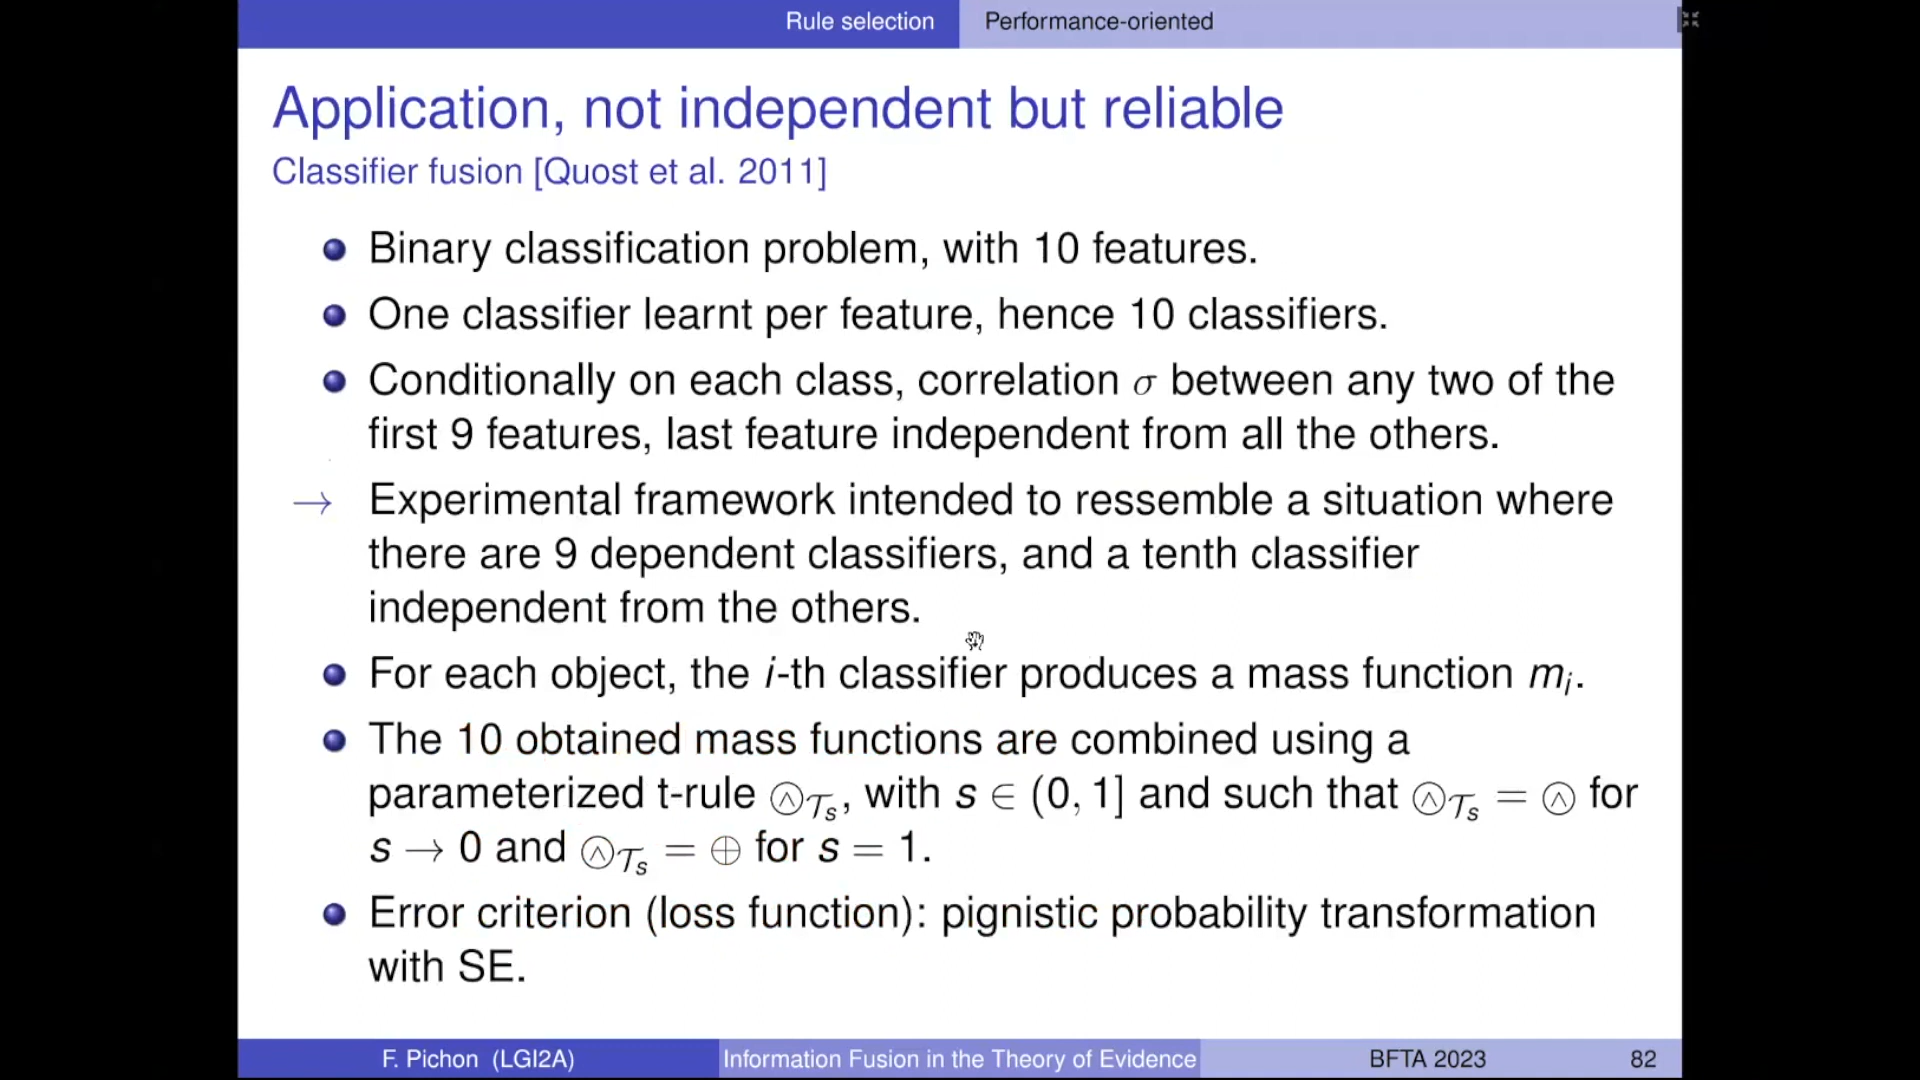 Rule selection Performance-oriented
Application, not independent but reliable
Classifier fusion [Quost et al. 2011]
Binary classification problem, with 10 features.
One classifier learnt per feature, hence 10 classifiers.
Conditionally on each class, correlation σ between any two of the
first 9 features, last feature independent from all the others.
→ Experimental framework intended to ressemble a situation where
there are 9 dependent classifiers, and a tenth classifier
independent from the others.
For each object, the i-th classifier produces a mass function mᵢ.
The 10 obtained mass functions are combined using a
parameterized t-rule Ⓐ_𝒯ₛ, with s ∈ (0, 1] and such that ⊙∧_𝒯ₛ = ⊙∧ for
s → 0 and ⊙∧_𝒯ₛ = ⊕ for s = 1.
Error criterion (loss function): pignistic probability transformation
with SE.
F. Pichon (LGI2A) Information Fusion in the Theory of Evidence BFTA 2023 82